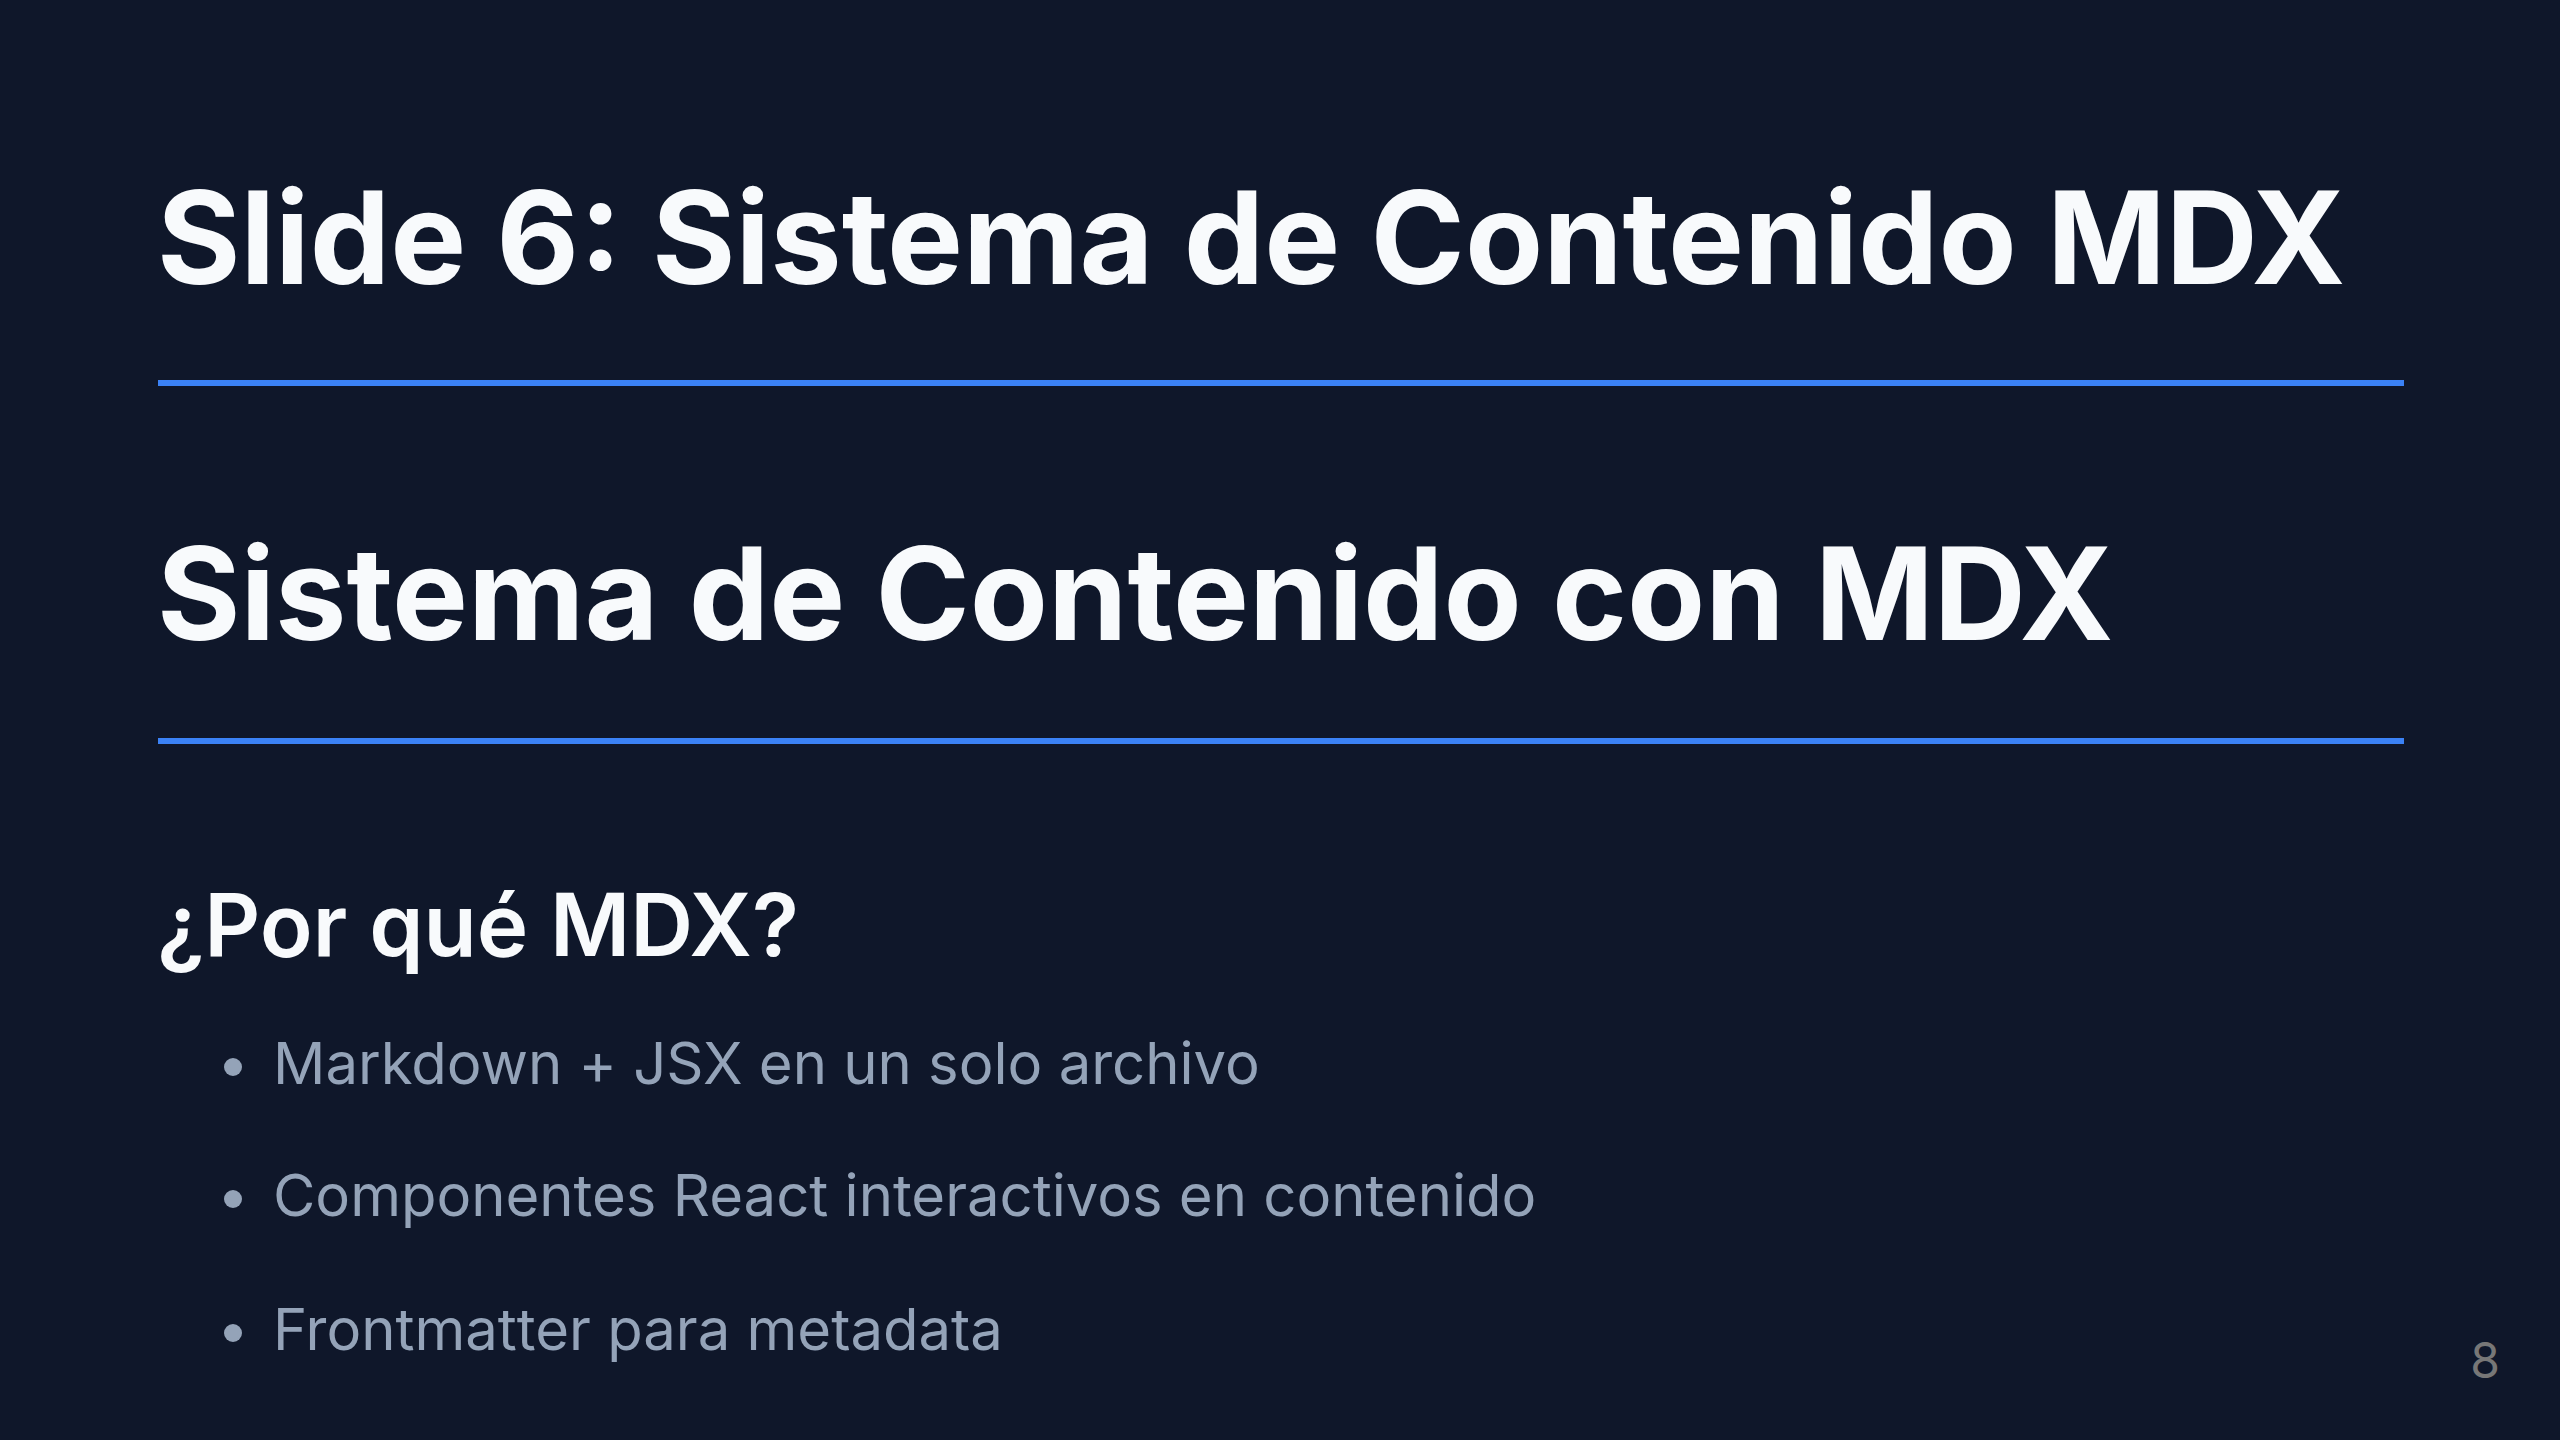 Slide 6: Sistema de Contenido MDX
Sistema de Contenido con MDX
¿Por qué MDX?
• Markdown + JSX en un solo archivo
• Componentes React interactivos en contenido
• Frontmatter para metadata
8